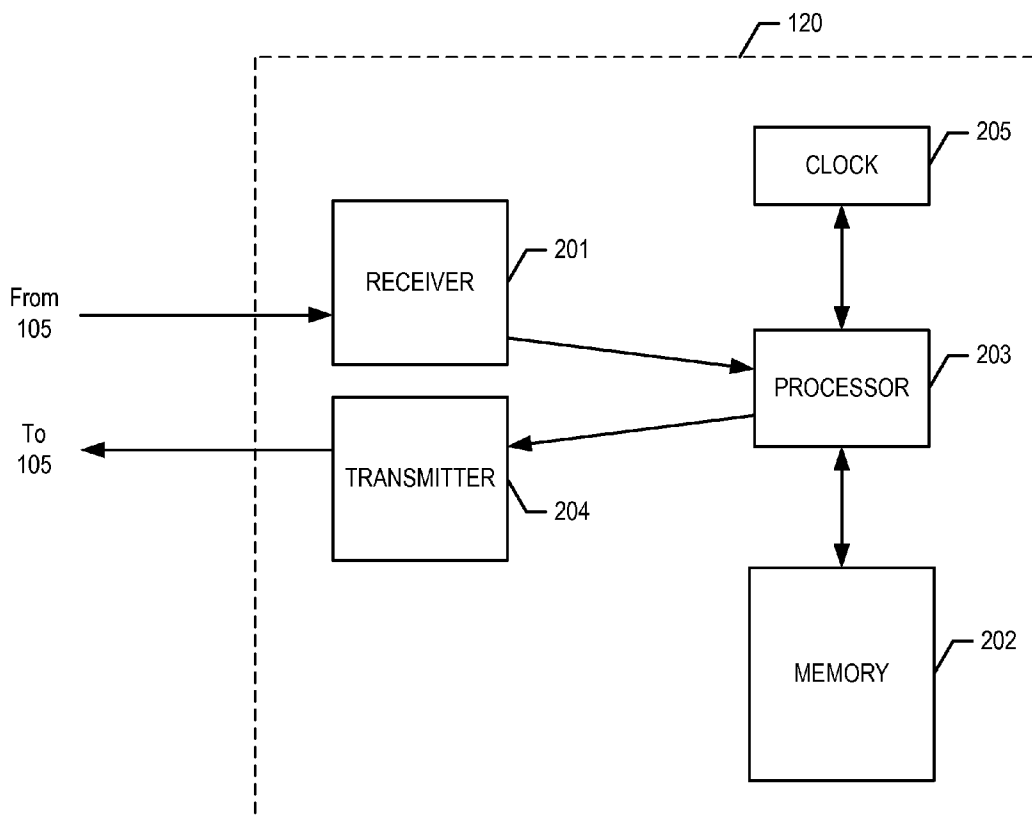 120
CLOCK
205
RECEIVER
201
From
105
PROCESSOR
203
To
105
TRANSMITTER
204
MEMORY
202